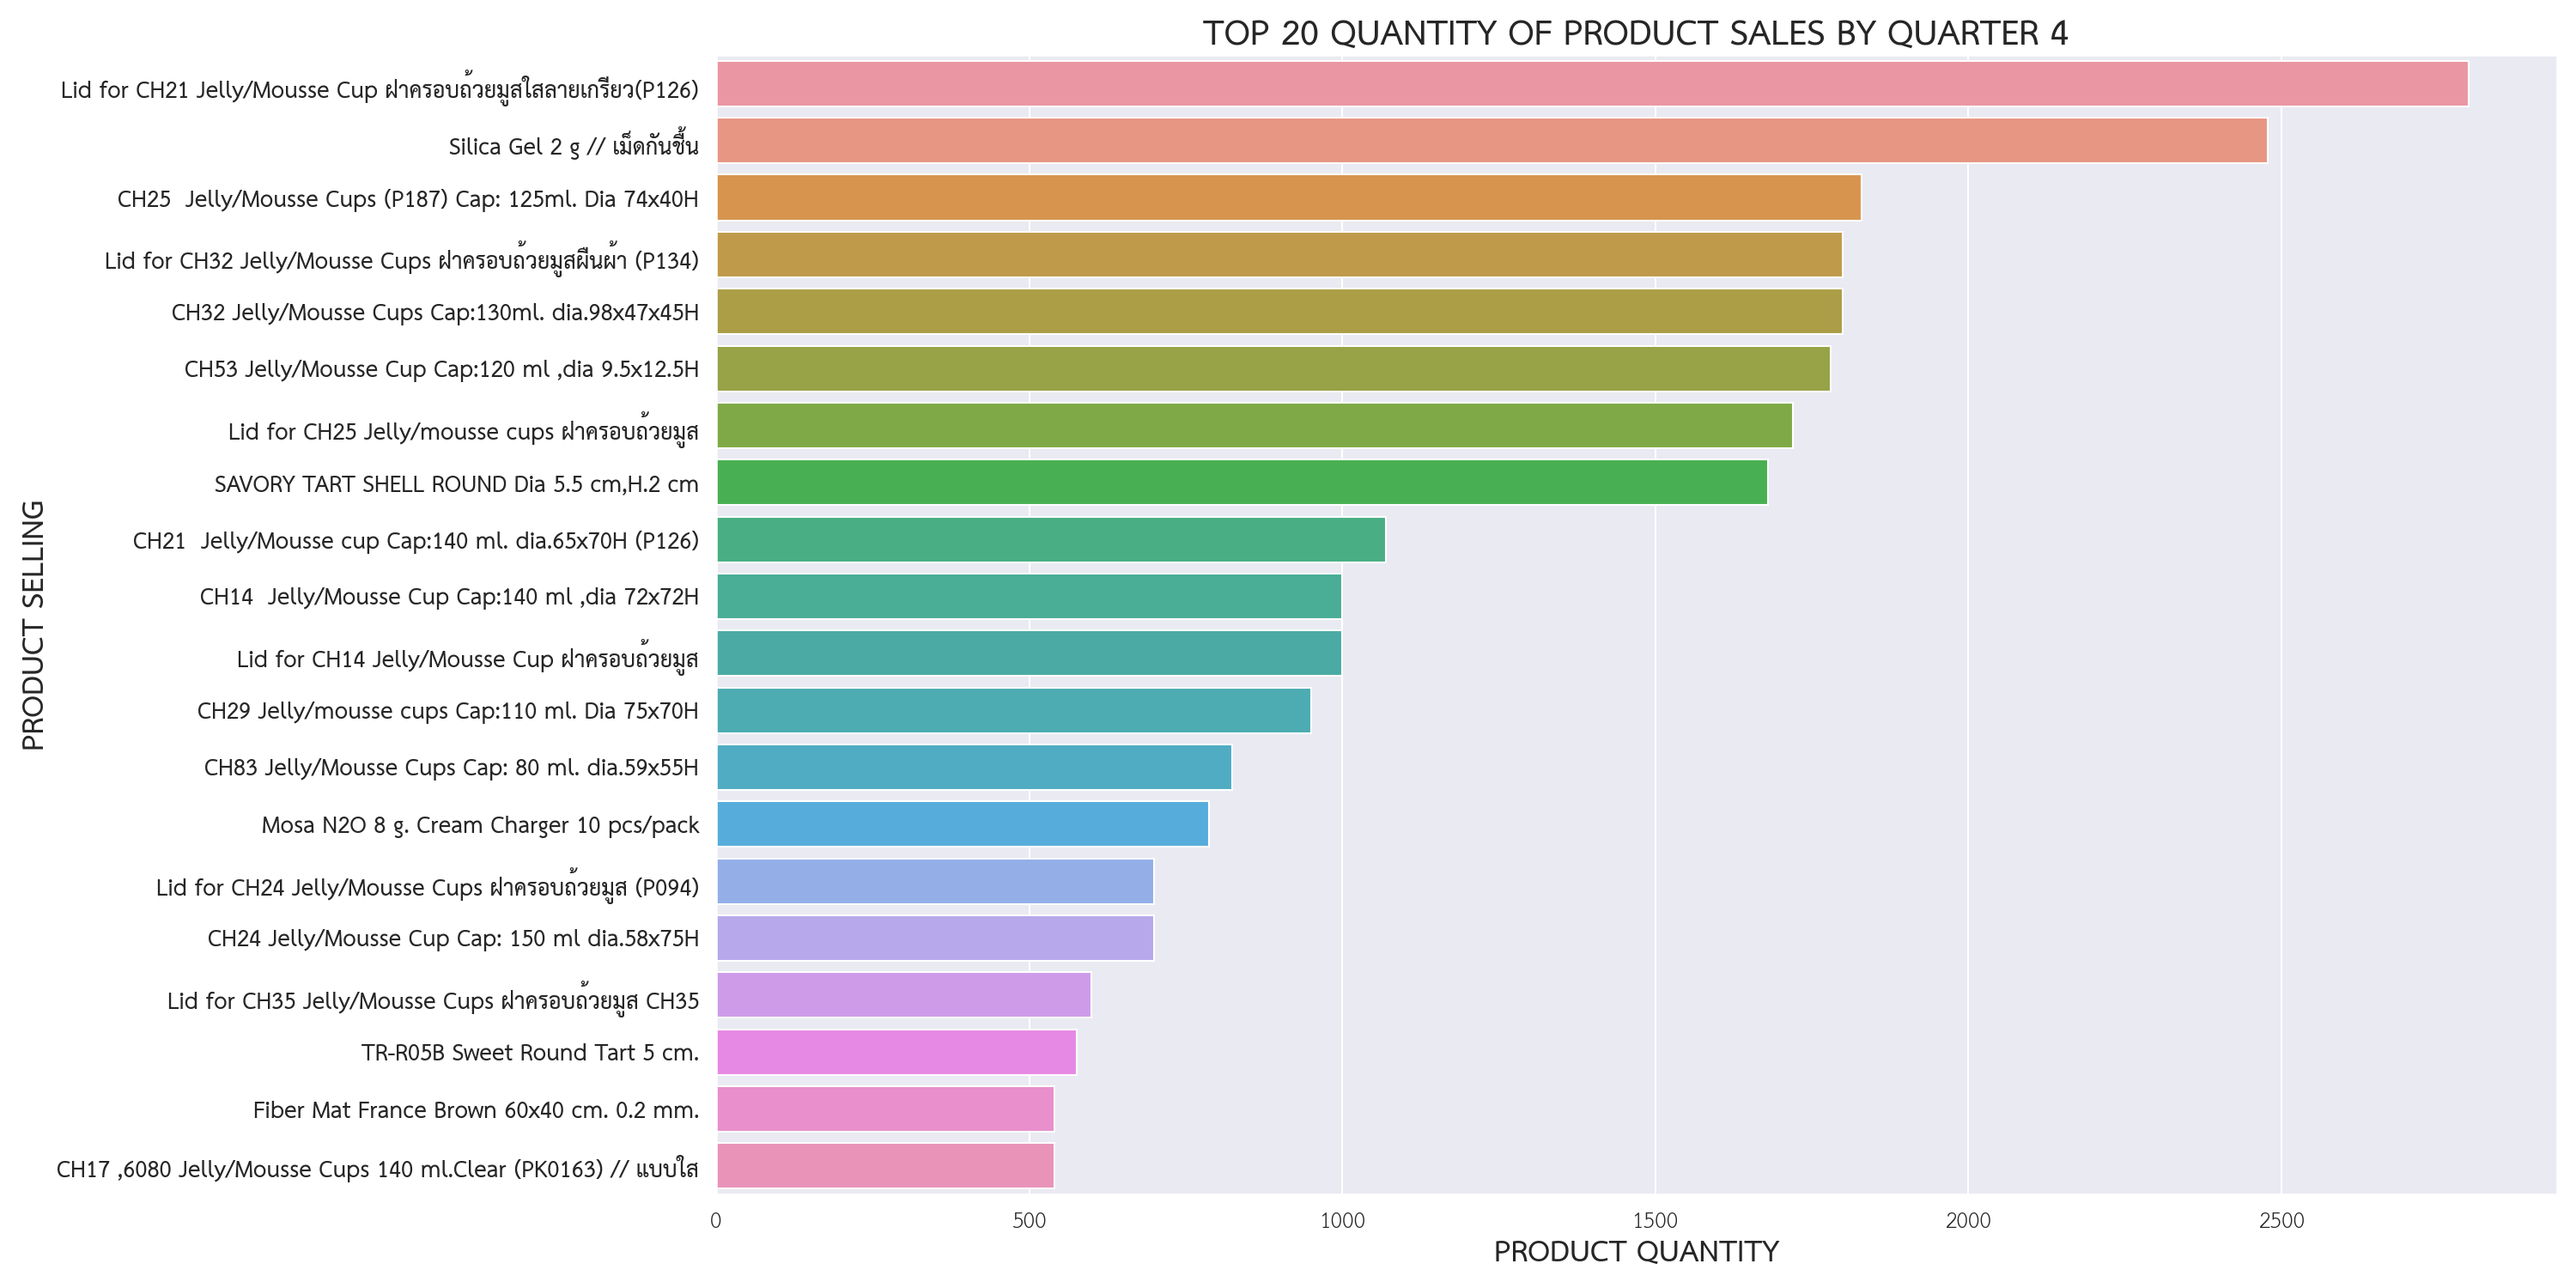 TOP 20 QUANTITY OF PRODUCT SALES BY QUARTER 4
PRODUCT SELLING
Lid for CH21 Jelly/Mousse Cup ฝาครอบถ้วยมูสใสลายเกรียว(P126)
Silica Gel 2 g // เม็ดกันชื้น
CH25  Jelly/Mousse Cups (P187) Cap: 125ml. Dia 74x40H
Lid for CH32 Jelly/Mousse Cups ฝาครอบถ้วยมูสผืนผ้า (P134)
CH32 Jelly/Mousse Cups Cap:130ml. dia.98x47x45H
CH53 Jelly/Mousse Cup Cap:120 ml ,dia 9.5x12.5H
Lid for CH25 Jelly/mousse cups ฝาครอบถ้วยมูส
SAVORY TART SHELL ROUND Dia 5.5 cm,H.2 cm
CH21  Jelly/Mousse cup Cap:140 ml. dia.65x70H (P126)
CH14  Jelly/Mousse Cup Cap:140 ml ,dia 72x72H
Lid for CH14 Jelly/Mousse Cup ฝาครอบถ้วยมูส
CH29 Jelly/mousse cups Cap:110 ml. Dia 75x70H
CH83 Jelly/Mousse Cups Cap: 80 ml. dia.59x55H
Mosa N2O 8 g. Cream Charger 10 pcs/pack
Lid for CH24 Jelly/Mousse Cups ฝาครอบถ้วยมูส (P094)
CH24 Jelly/Mousse Cup Cap: 150 ml dia.58x75H
Lid for CH35 Jelly/Mousse Cups ฝาครอบถ้วยมูส CH35
TR-R05B Sweet Round Tart 5 cm.
Fiber Mat France Brown 60x40 cm. 0.2 mm.
CH17 ,6080 Jelly/Mousse Cups 140 ml.Clear (PK0163) // แบบใส
0 500 1000 1500 2000 2500
PRODUCT QUANTITY